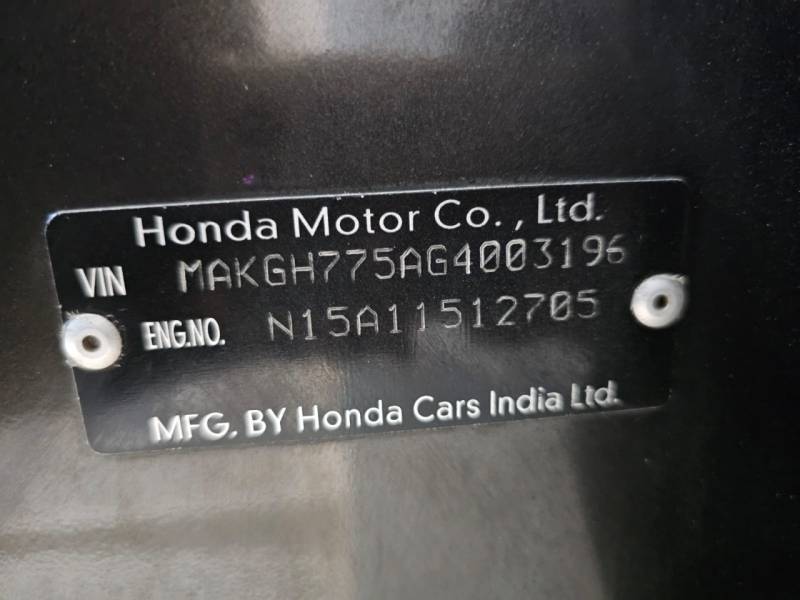 Honda Motor Co., Ltd.
VIN MAKGH775AG4003196
ENG.NO. N15A11512705
MFG. BY Honda Cars India Ltd.